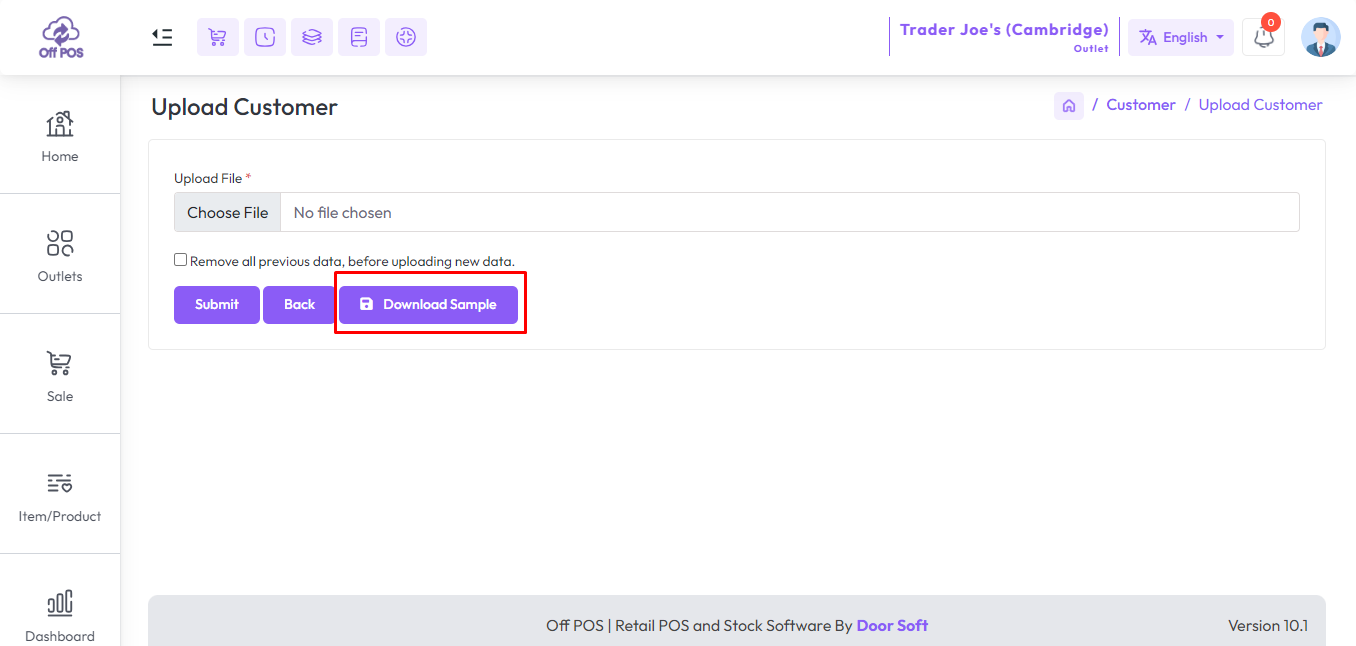 Off POS
Trader Joe's (Cambridge)
Outlet
English
0
Upload Customer
/ Customer / Upload Customer
Home
Outlets
Sale
Item/Product
Dashboard
Upload File *
Choose File No file chosen
Remove all previous data, before uploading new data.
Submit Back Download Sample
Off POS | Retail POS and Stock Software By Door Soft
Version 10.1